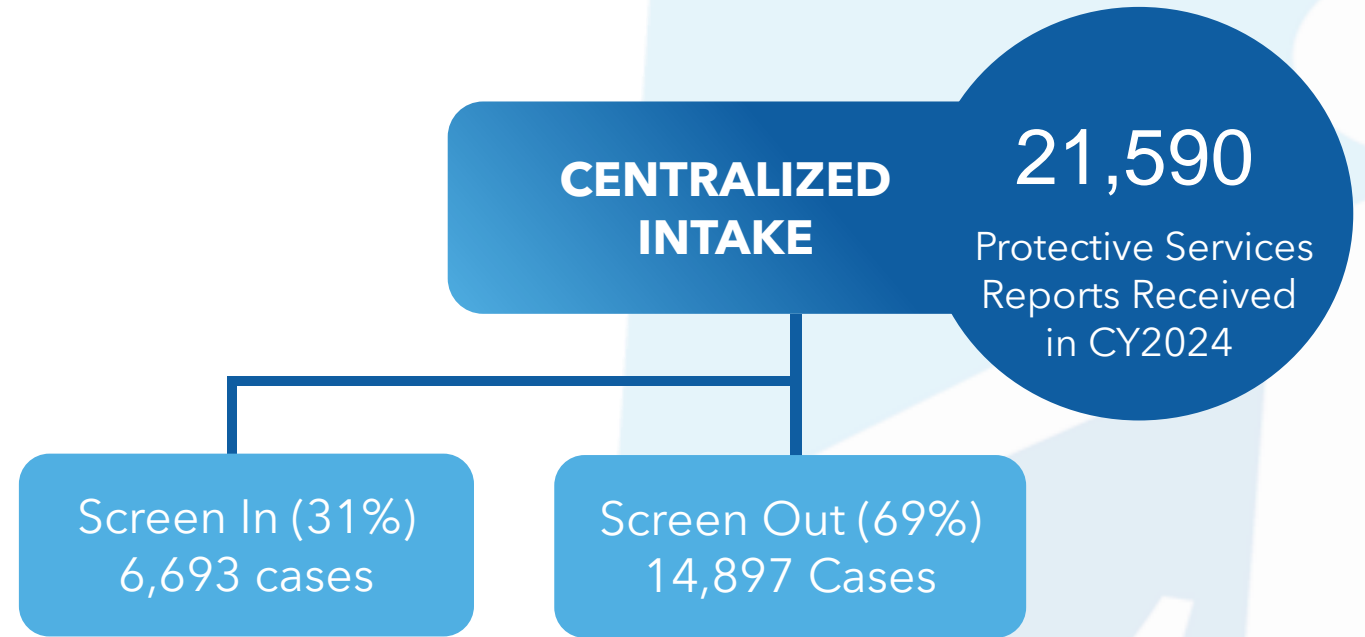 CENTRALIZED
INTAKE
21,590
Protective Services
Reports Received
in CY2024
Screen In (31%)
6,693 cases
Screen Out (69%)
14,897 Cases